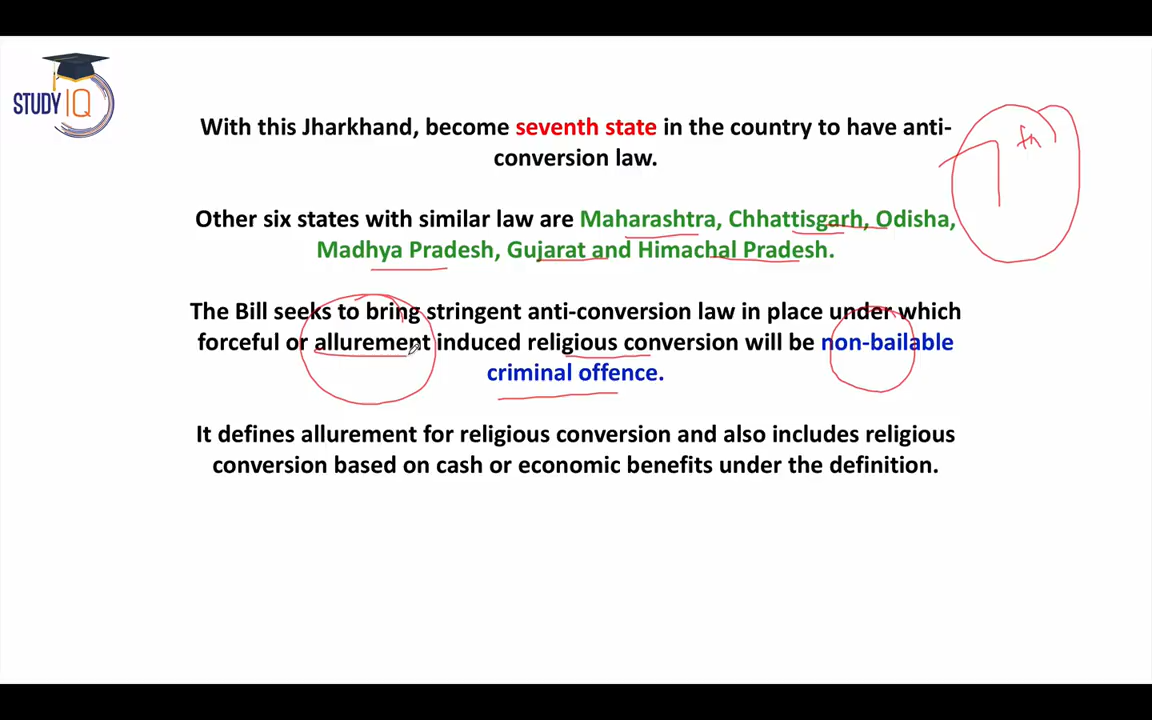 STUDY IQ
With this Jharkhand, become seventh state in the country to have anti-
conversion law.
Other six states with similar law are Maharashtra, Chhattisgarh, Odisha,
Madhya Pradesh, Gujarat and Himachal Pradesh.
The Bill seeks to bring stringent anti-conversion law in place under which
forceful or allurement induced religious conversion will be non-bailable
criminal offence.
It defines allurement for religious conversion and also includes religious
conversion based on cash or economic benefits under the definition.